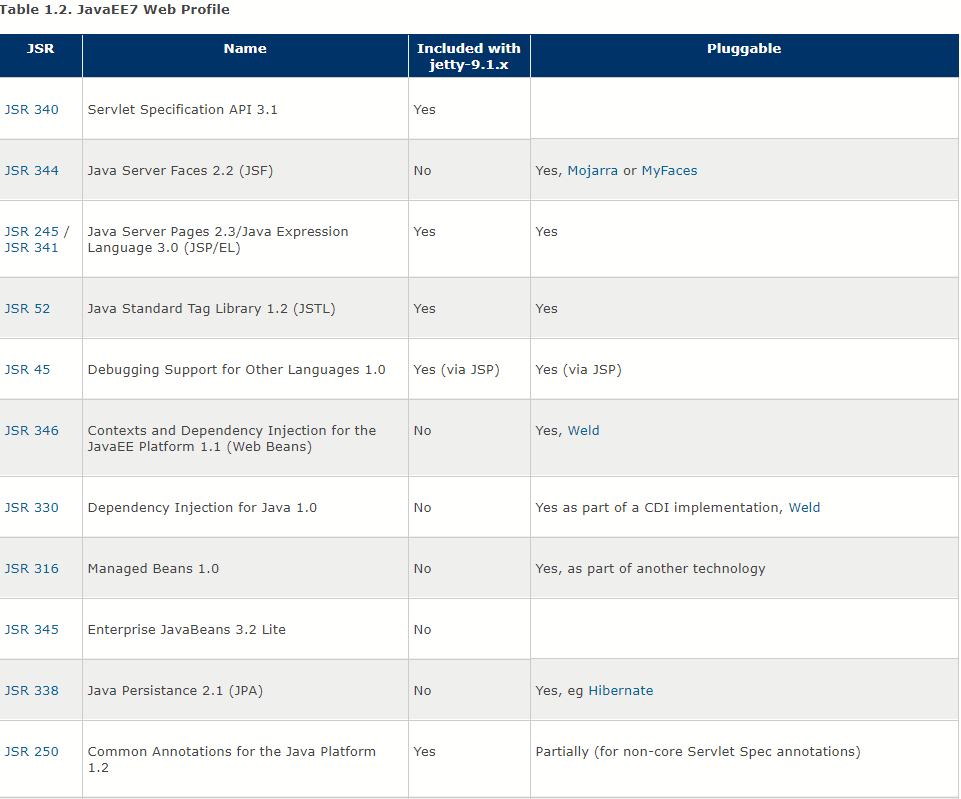 Table 1.2. JavaEE7 Web Profile
JSR Name Included with jetty-9.1.x Pluggable
JSR 340 Servlet Specification API 3.1 Yes
JSR 344 Java Server Faces 2.2 (JSF) No Yes, Mojarra or MyFaces
JSR 245 / Java Server Pages 2.3/Java Expression Yes Yes
JSR 341 Language 3.0 (JSP/EL)
JSR 52 Java Standard Tag Library 1.2 (JSTL) Yes Yes
JSR 45 Debugging Support for Other Languages 1.0 Yes (via JSP) Yes (via JSP)
JSR 346 Contexts and Dependency Injection for the No Yes, Weld
JavaEE Platform 1.1 (Web Beans)
JSR 330 Dependency Injection for Java 1.0 No Yes as part of a CDI implementation, Weld
JSR 316 Managed Beans 1.0 No Yes, as part of another technology
JSR 345 Enterprise JavaBeans 3.2 Lite No
JSR 338 Java Persistance 2.1 (JPA) No Yes, eg Hibernate
JSR 250 Common Annotations for the Java Platform Yes Partially (for non-core Servlet Spec annotations)
1.2